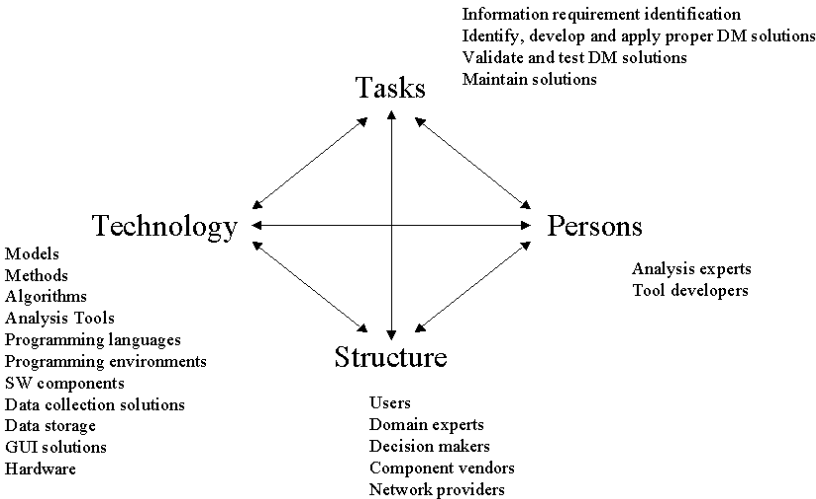 Information requirement identification
Identify, develop and apply proper DM solutions
Validate and test DM solutions
Maintain solutions
Tasks
Technology
Persons
Models
Methods
Algorithms
Analysis Tools
Programming languages
Programming environments
SW components
Data collection solutions
Data storage
GUI solutions
Hardware
Analysis experts
Tool developers
Structure
Users
Domain experts
Decision makers
Component vendors
Network providers